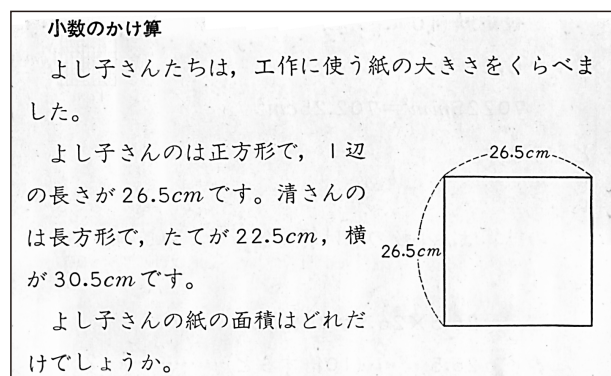 小数のかけ算
よし子さんたちは，工作に使う紙の大きさをくらべま
した。
よし子さんのは正方形で，1辺
の長さが26.5cmです。清さんの
は長方形で，たてが22.5cm，横
が30.5cmです。
よし子さんの紙の面積はどれだ
けでしょうか。
26.5cm
26.5cm